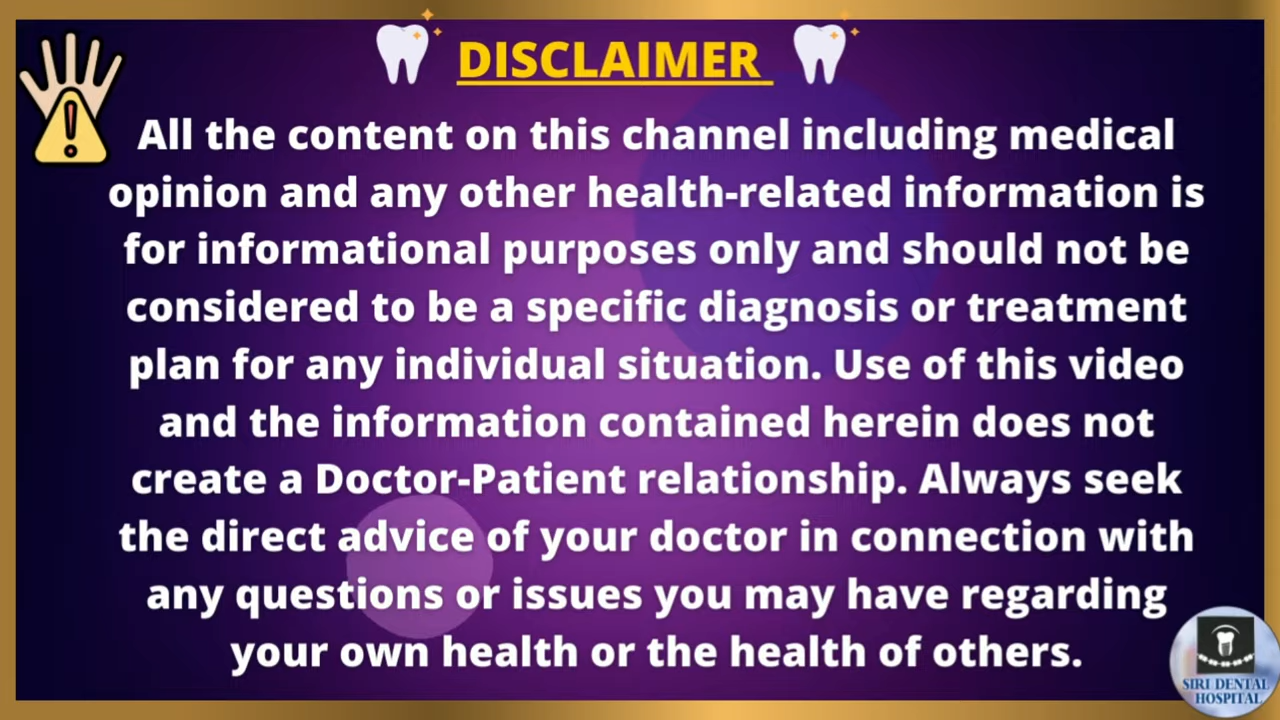 DISCLAIMER
All the content on this channel including medical
opinion and any other health-related information is
for informational purposes only and should not be
considered to be a specific diagnosis or treatment
plan for any individual situation. Use of this video
and the information contained herein does not
create a Doctor-Patient relationship. Always seek
the direct advice of your doctor in connection with
any questions or issues you may have regarding
your own health or the health of others.
SIRI DENTAL
HOSPITAL